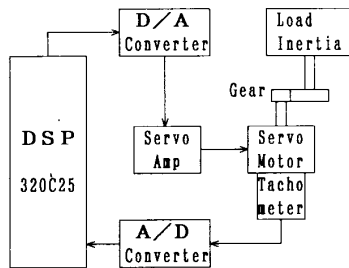 D/A
Converter
Load
Inertia
Gear
DSP
320C25
Servo
Amp
Servo
Motor
Tacho
meter
A/D
Converter